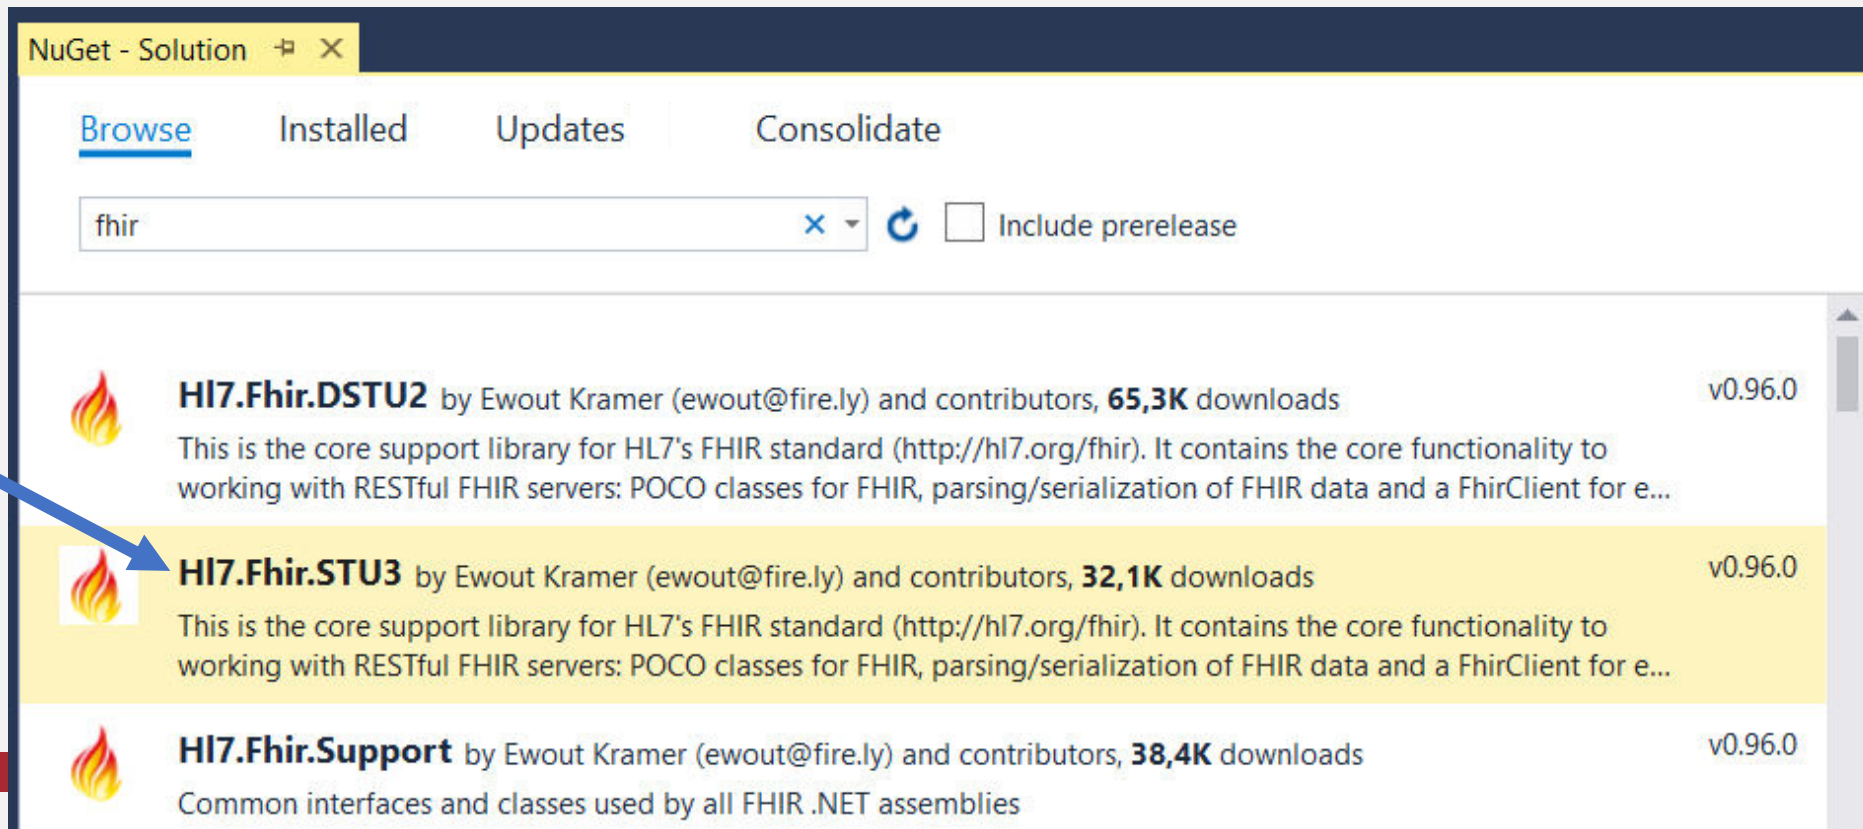 NuGet - Solution
Browse Installed Updates Consolidate
fhir Include prerelease
Hl7.Fhir.DSTU2 by Ewout Kramer (ewout@fire.ly) and contributors, 65,3K downloads v0.96.0
This is the core support library for HL7's FHIR standard (http://hl7.org/fhir). It contains the core functionality to
working with RESTful FHIR servers: POCO classes for FHIR, parsing/serialization of FHIR data and a FhirClient for e...
Hl7.Fhir.STU3 by Ewout Kramer (ewout@fire.ly) and contributors, 32,1K downloads v0.96.0
This is the core support library for HL7's FHIR standard (http://hl7.org/fhir). It contains the core functionality to
working with RESTful FHIR servers: POCO classes for FHIR, parsing/serialization of FHIR data and a FhirClient for e...
Hl7.Fhir.Support by Ewout Kramer (ewout@fire.ly) and contributors, 38,4K downloads v0.96.0
Common interfaces and classes used by all FHIR .NET assemblies